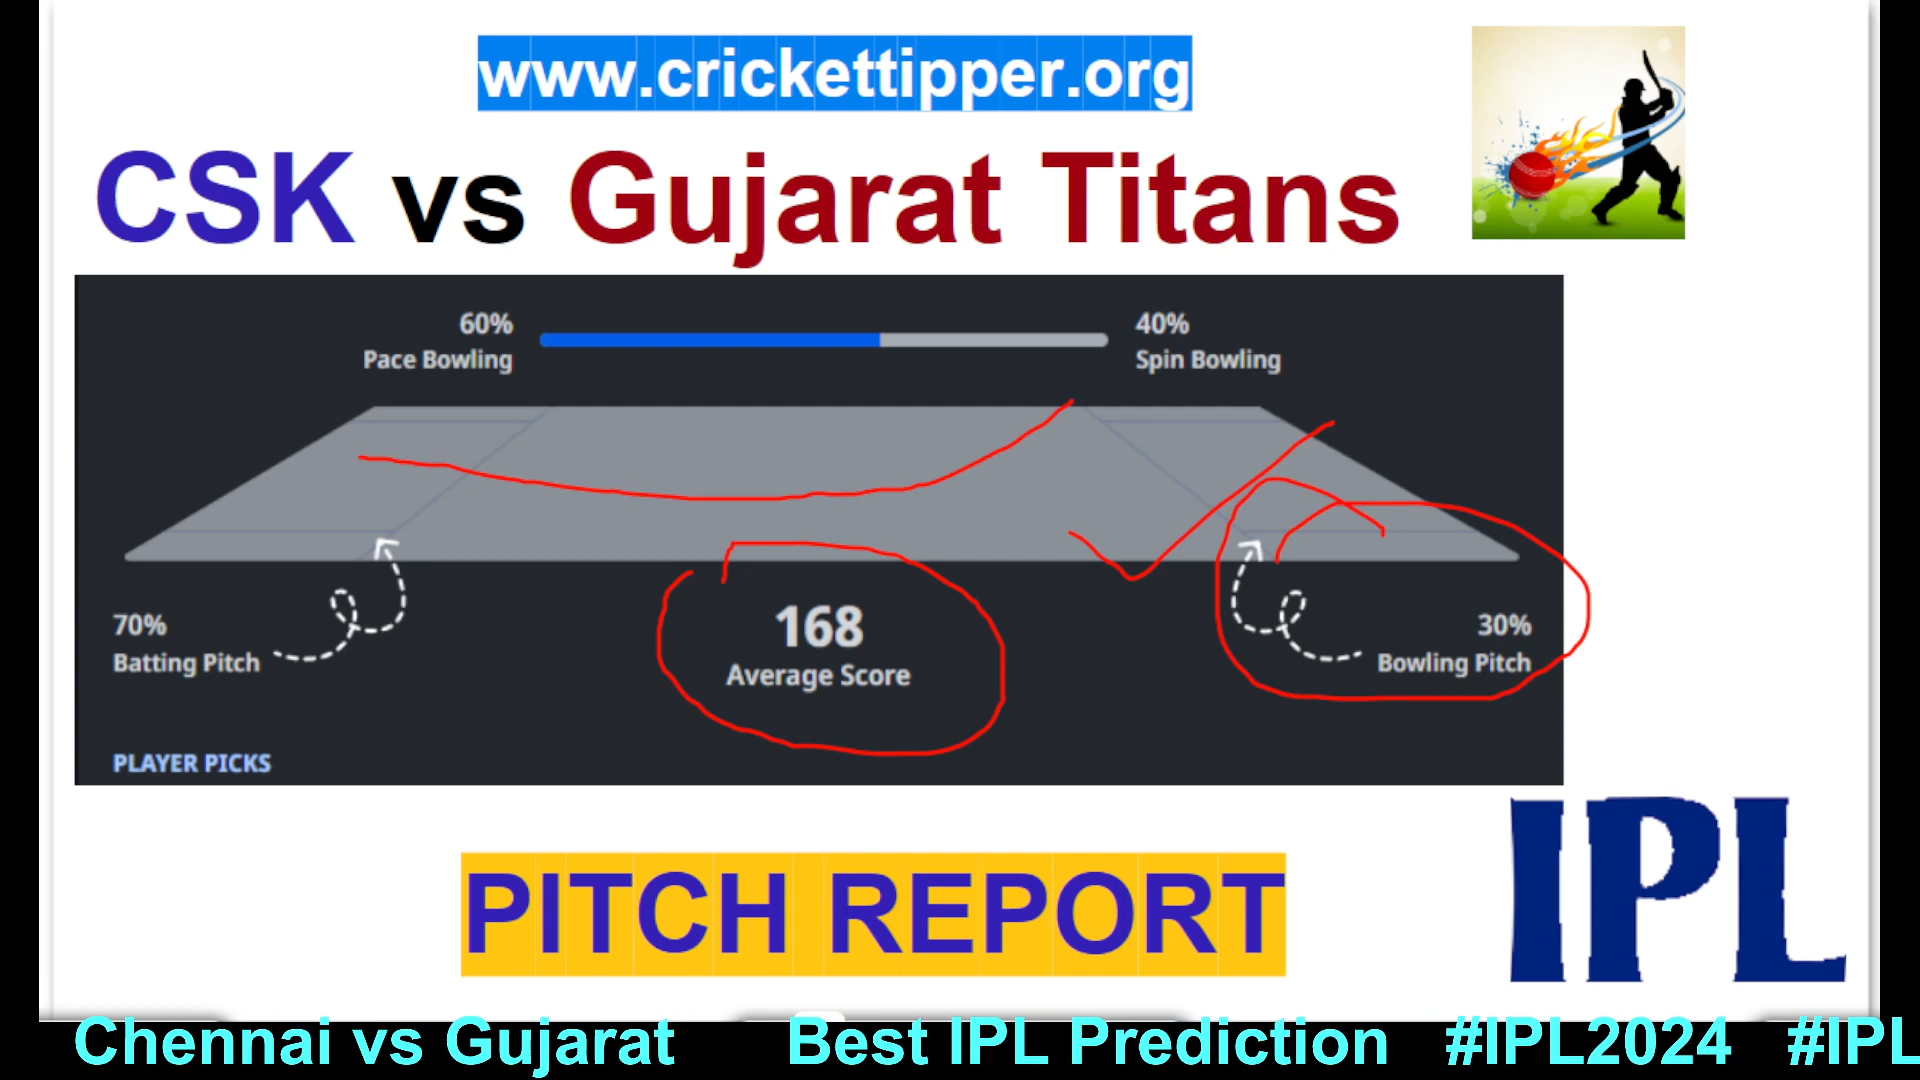 www.crickettipper.org
CSK vs Gujarat Titans
60%
Pace Bowling
40%
Spin Bowling
70%
Batting Pitch
168
Average Score
30%
Bowling Pitch
PLAYER PICKS
PITCH REPORT
IPL
Chennai vs Gujarat Best IPL Prediction #IPL2024 #IPL